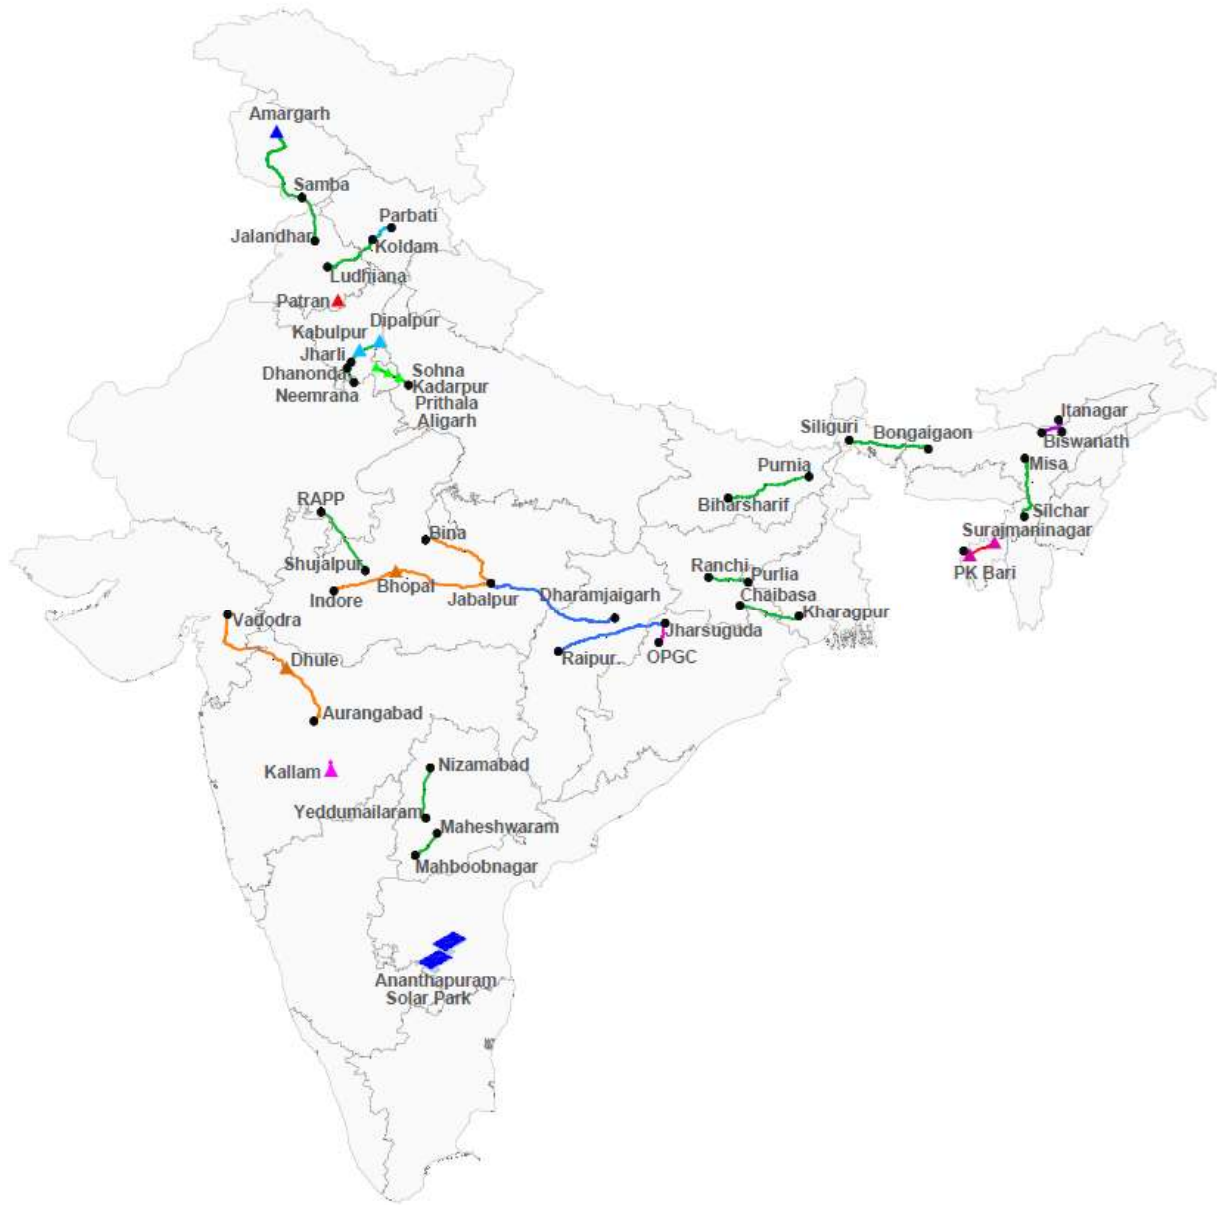 Amargarh
Samba
Parbati
Jalandhar
Koldam
Ludhiana
Patran
Dipalpur
Kabulpur
Jharli
Dhanonda
Sohna
Kadarpur
Neemrana
Prithala
Aligarh
Itanagar
Siliguri
Bongaigaon
Biswanath
Purnia
Misa
RAPP
Biharsharif
Silchar
Bina
Surajmaninagar
Shujalpur
Ranchi
PK Bari
Bhopal
Purlia
Indore
Jabalpur
Dharamjaigarh
Chaibasa
Kharagpur
Vadodra
Jharsuguda
Dhule
Raipur
OPGC
Aurangabad
Kallam
Nizamabad
Yeddumailaram
Maheshwaram
Mahboobnagar
Ananthapuram
Solar Park